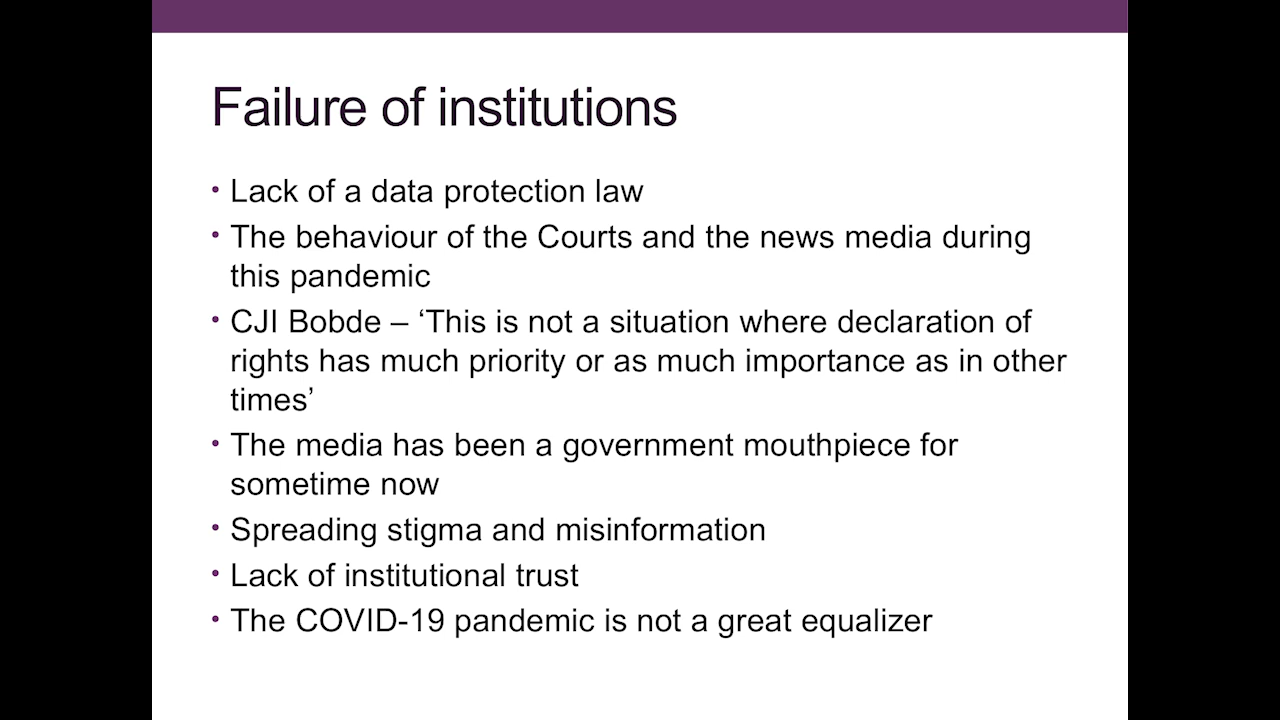 Failure of institutions
• Lack of a data protection law
• The behaviour of the Courts and the news media during
this pandemic
• CJI Bobde – ‘This is not a situation where declaration of
rights has much priority or as much importance as in other
times’
• The media has been a government mouthpiece for
sometime now
• Spreading stigma and misinformation
• Lack of institutional trust
• The COVID-19 pandemic is not a great equalizer